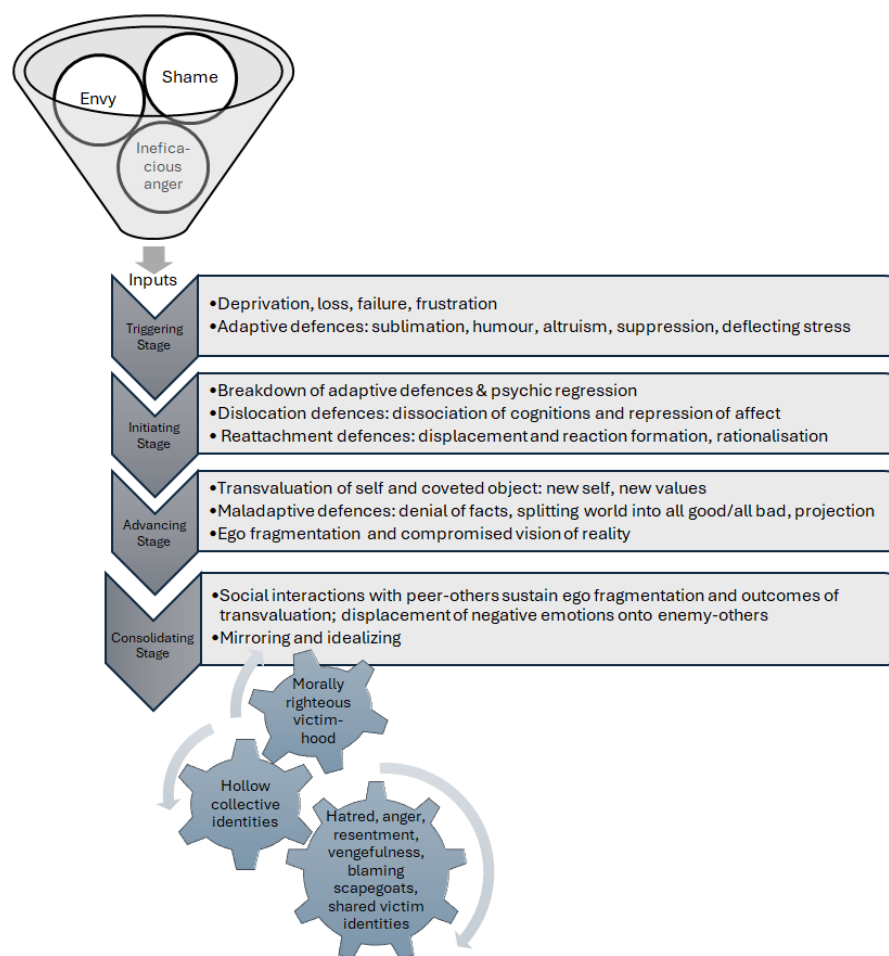 Shame
Envy
Inefica-
cious
anger
Inputs
Triggering
Stage
•Deprivation, loss, failure, frustration
•Adaptive defences: sublimation, humour, altruism, suppression, deflecting stress
Initiating
Stage
•Breakdown of adaptive defences & psychic regression
•Dislocation defences: dissociation of cognitions and repression of affect
•Reattachment defences: displacement and reaction formation, rationalisation
Advancing
Stage
•Transvaluation of self and coveted object: new self, new values
•Maladaptive defences: denial of facts, splitting world into all good/all bad, projection
•Ego fragmentation and compromised vision of reality
Consolidating
Stage
•Social interactions with peer-others sustain ego fragmentation and outcomes of
transvaluation; displacement of negative emotions onto enemy-others
•Mirroring and idealizing
Morally
righteous
victim-
hood
Hollow
collective
identities
Hatred, anger,
resentment,
vengefulness,
blaming
scapegoats,
shared victim
identities